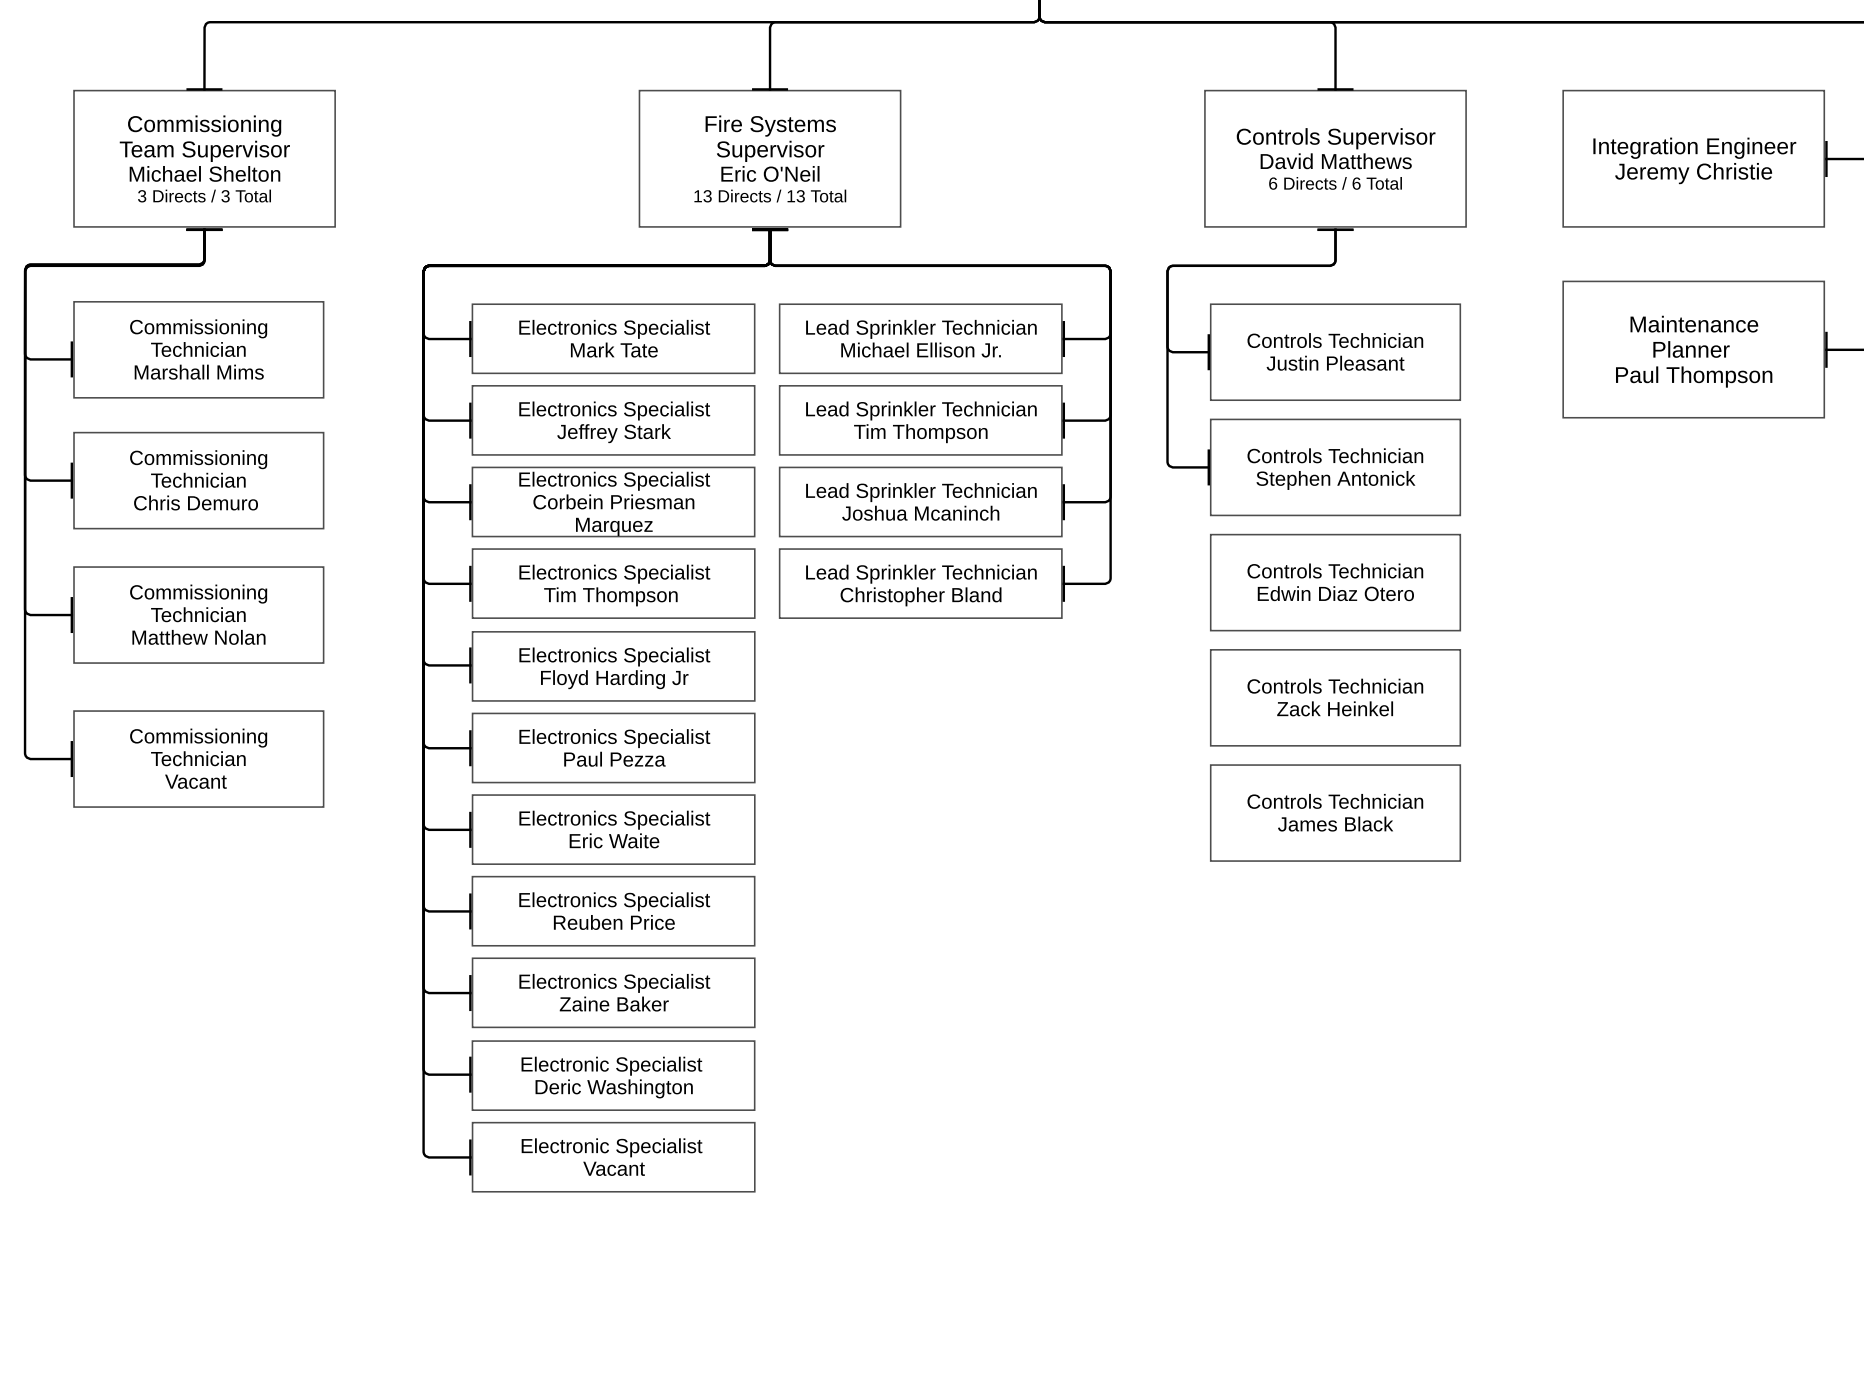 Commissioning
Team Supervisor
Michael Shelton
3 Directs / 3 Total
Fire Systems
Supervisor
Eric O'Neil
13 Directs / 13 Total
Controls Supervisor
David Matthews
6 Directs / 6 Total
Integration Engineer
Jeremy Christie
Maintenance
Planner
Paul Thompson
Commissioning
Technician
Marshall Mims
Commissioning
Technician
Chris Demuro
Commissioning
Technician
Matthew Nolan
Commissioning
Technician
Vacant
Electronics Specialist
Mark Tate
Electronics Specialist
Jeffrey Stark
Electronics Specialist
Corbein Priesman
Marquez
Electronics Specialist
Tim Thompson
Electronics Specialist
Floyd Harding Jr
Electronics Specialist
Paul Pezza
Electronics Specialist
Eric Waite
Electronics Specialist
Reuben Price
Electronics Specialist
Zaine Baker
Electronic Specialist
Deric Washington
Electronic Specialist
Vacant
Lead Sprinkler Technician
Michael Ellison Jr.
Lead Sprinkler Technician
Tim Thompson
Lead Sprinkler Technician
Joshua Mcaninch
Lead Sprinkler Technician
Christopher Bland
Controls Technician
Justin Pleasant
Controls Technician
Stephen Antonick
Controls Technician
Edwin Diaz Otero
Controls Technician
Zack Heinkel
Controls Technician
James Black